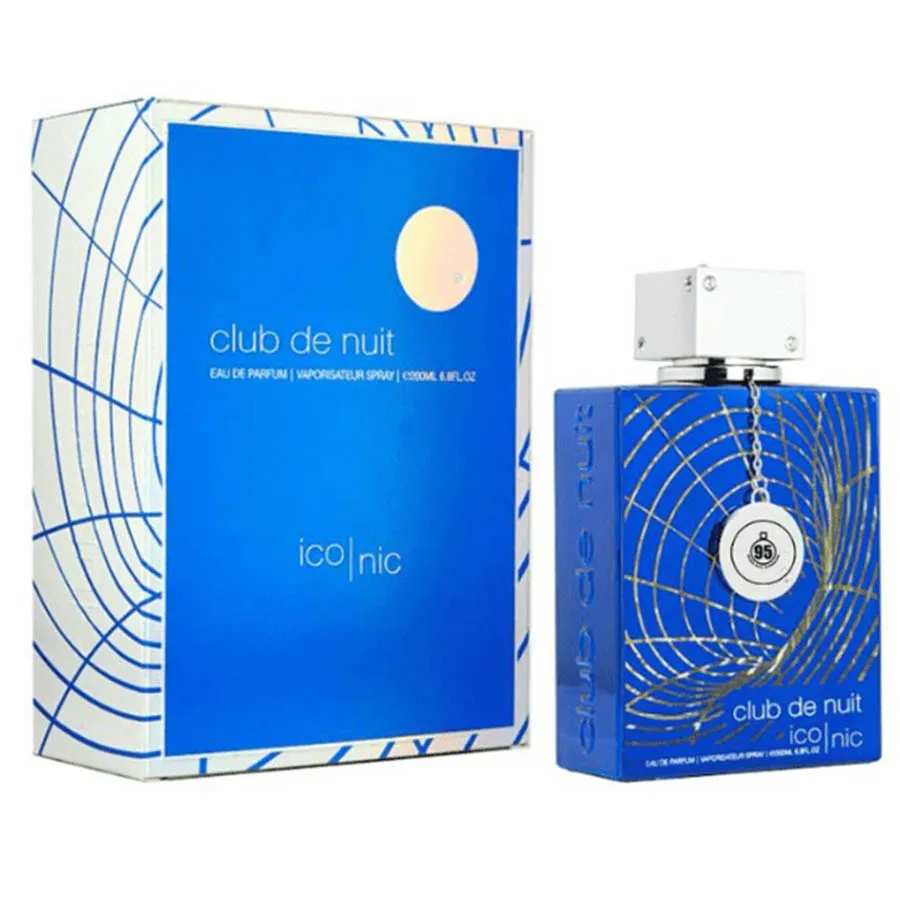 club de nuit
EAU DE PARFUM | VAPORISATEUR SPRAY | ℮200ML 6.8FL.OZ
ico|nic
club de nuit
95
club de nuit
ico|nic
EAU DE PARFUM | VAPORISATEUR SPRAY | ℮200ML 6.8FL.OZ